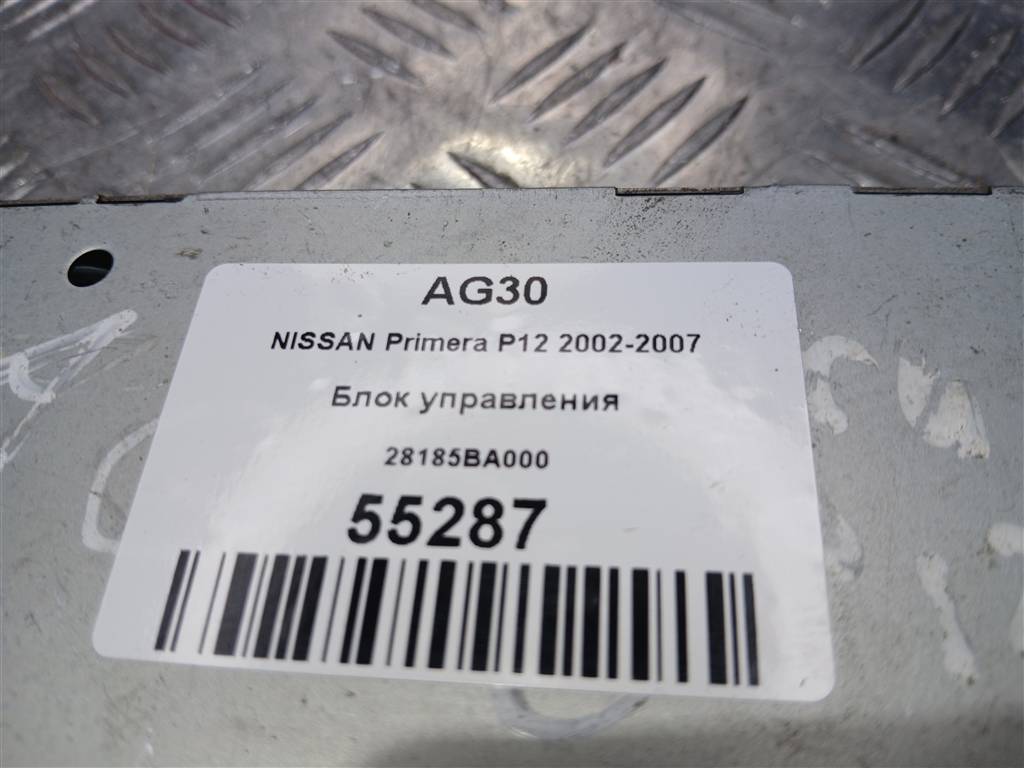 AG30
NISSAN Primera P12 2002-2007
Блок управления
28185BA000
55287